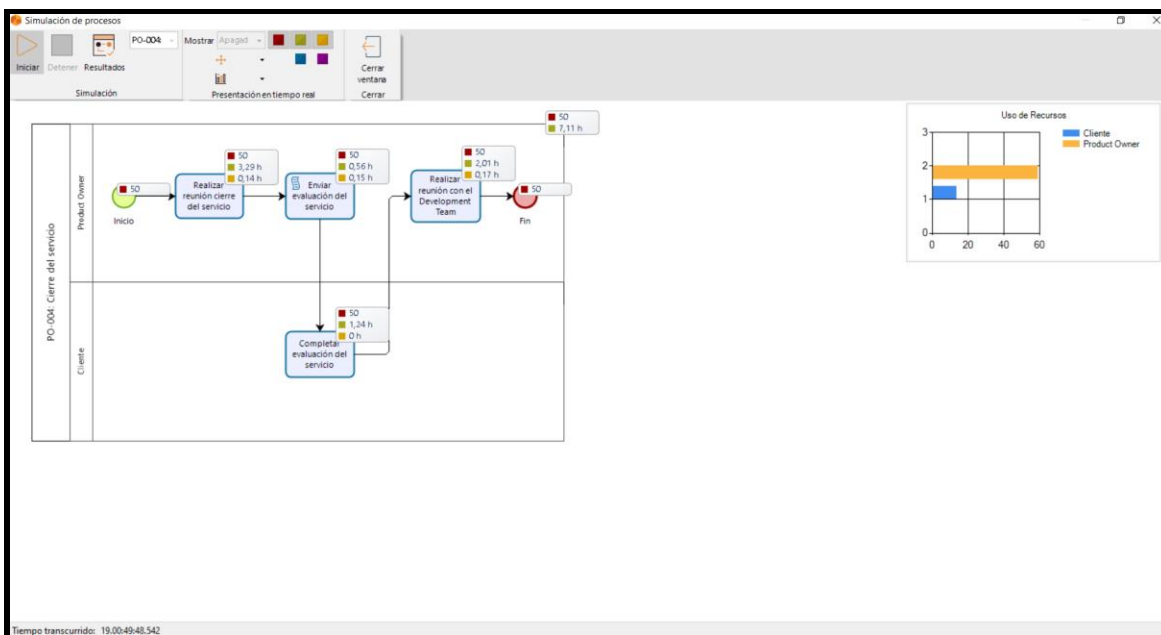 Simulación de procesos
PO-004:
Mostrar
Apagad
Iniciar
Detener
Resultados
Cerrar
ventana
Simulación
Presentación en tiempo real
Cerrar
PO-004: Cierre del servicio
Product Owner
Cliente
50
Inicio
Realizar
reunión cierre
del servicio
50
3,29 h
0,14 h
Enviar
evaluación del
servicio
50
0,56 h
0,15 h
Completar
evaluación del
servicio
50
1,24 h
0 h
Realizar
reunión con el
Development
Team
50
2,01 h
0,17 h
50
Fin
50
7,11 h
Uso de Recursos
3
2
1
0
0 20 40 60
Cliente
Product Owner
Tiempo transcurrido: 19.00:49:48.542